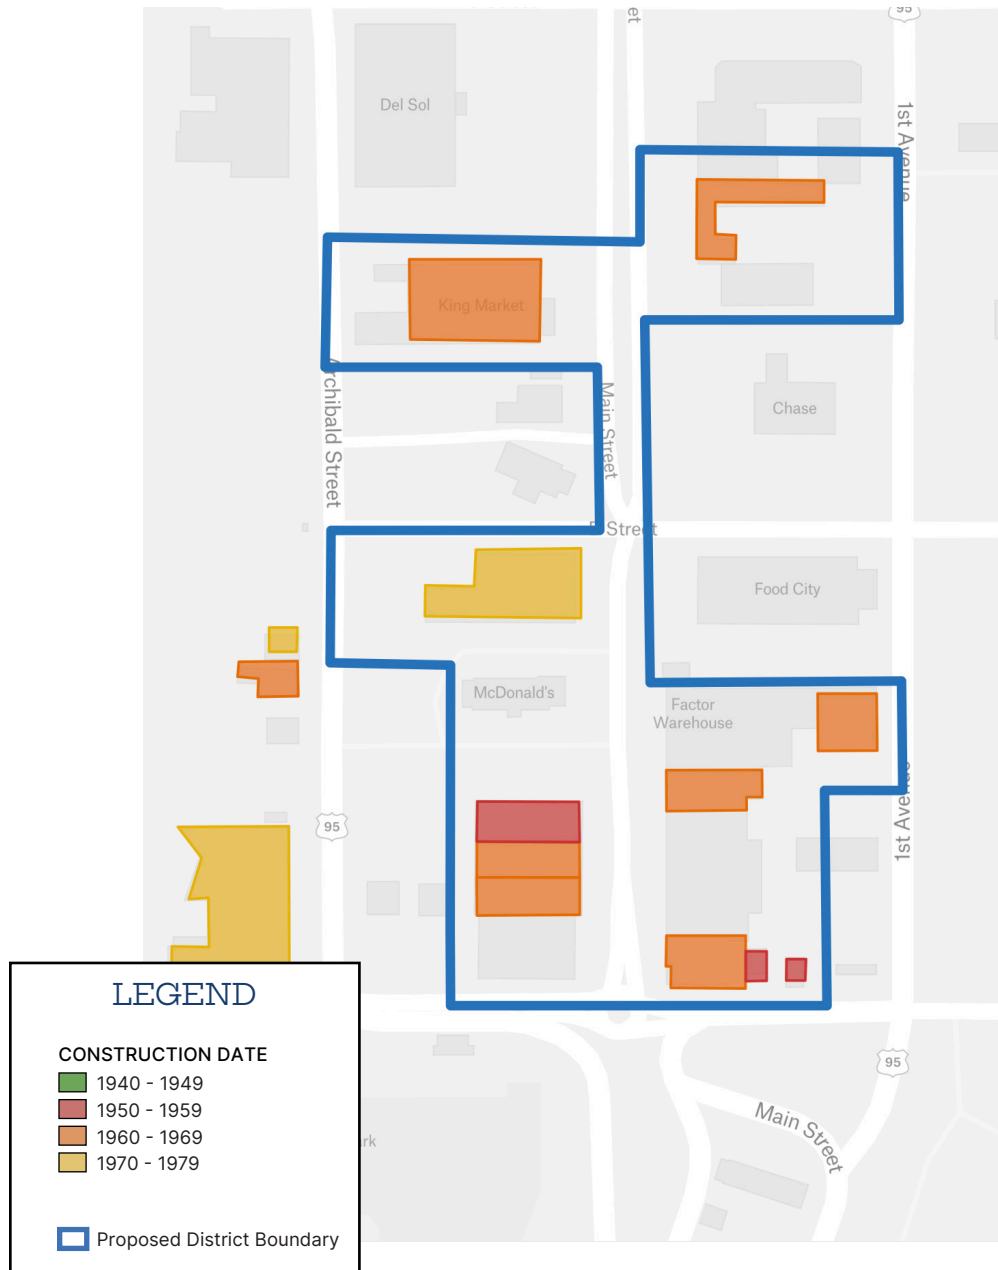 95
1st Avenue
Del Sol
King Market
Archibald Street
Main Street
Chase
Street
Food City
McDonald's
Factor
Warehouse
1st Avenue
95
95
Main Street
LEGEND
CONSTRUCTION DATE
1940 - 1949
1950 - 1959
1960 - 1969
1970 - 1979
Proposed District Boundary